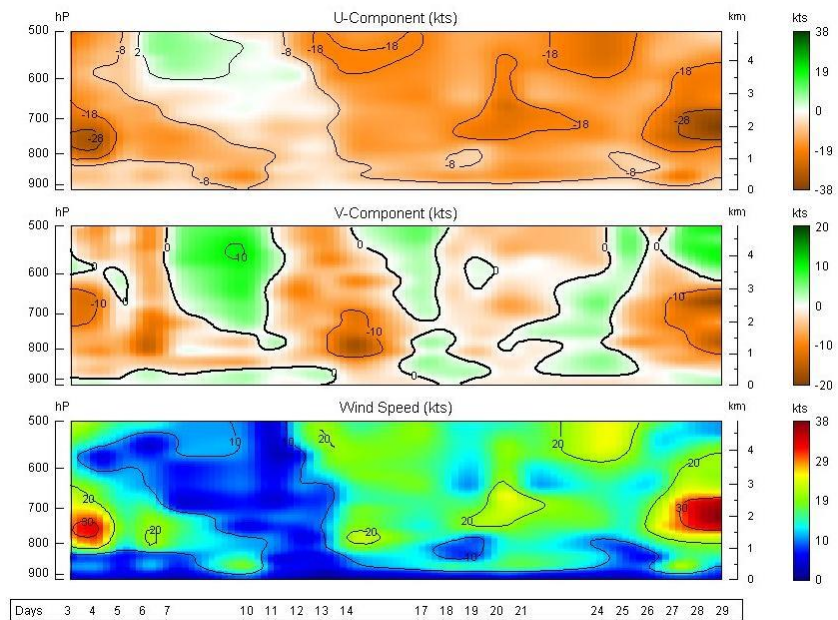 hP U-Component (kts) km kts
500 600 700 800 900
-8 2 -8 -18 -18 -18 -18 -28 -18 -28 -18 -8 -8 -8
4 3 2 1 0
38 19 0 -19 -38
hP V-Component (kts) km kts
500 600 700 800 900
0 10 0 0 0 0 0 0 -10 -10 -10 0 0
4 3 2 1 0
20 10 0 -10 -20
hP Wind Speed (kts) km kts
500 600 700 800 900
10 20 20 20 20 30 20 20 20 30 10
4 3 2 1 0
38 29 19 10 0
Days 3 4 5 6 7 10 11 12 13 14 17 18 19 20 21 24 25 26 27 28 29